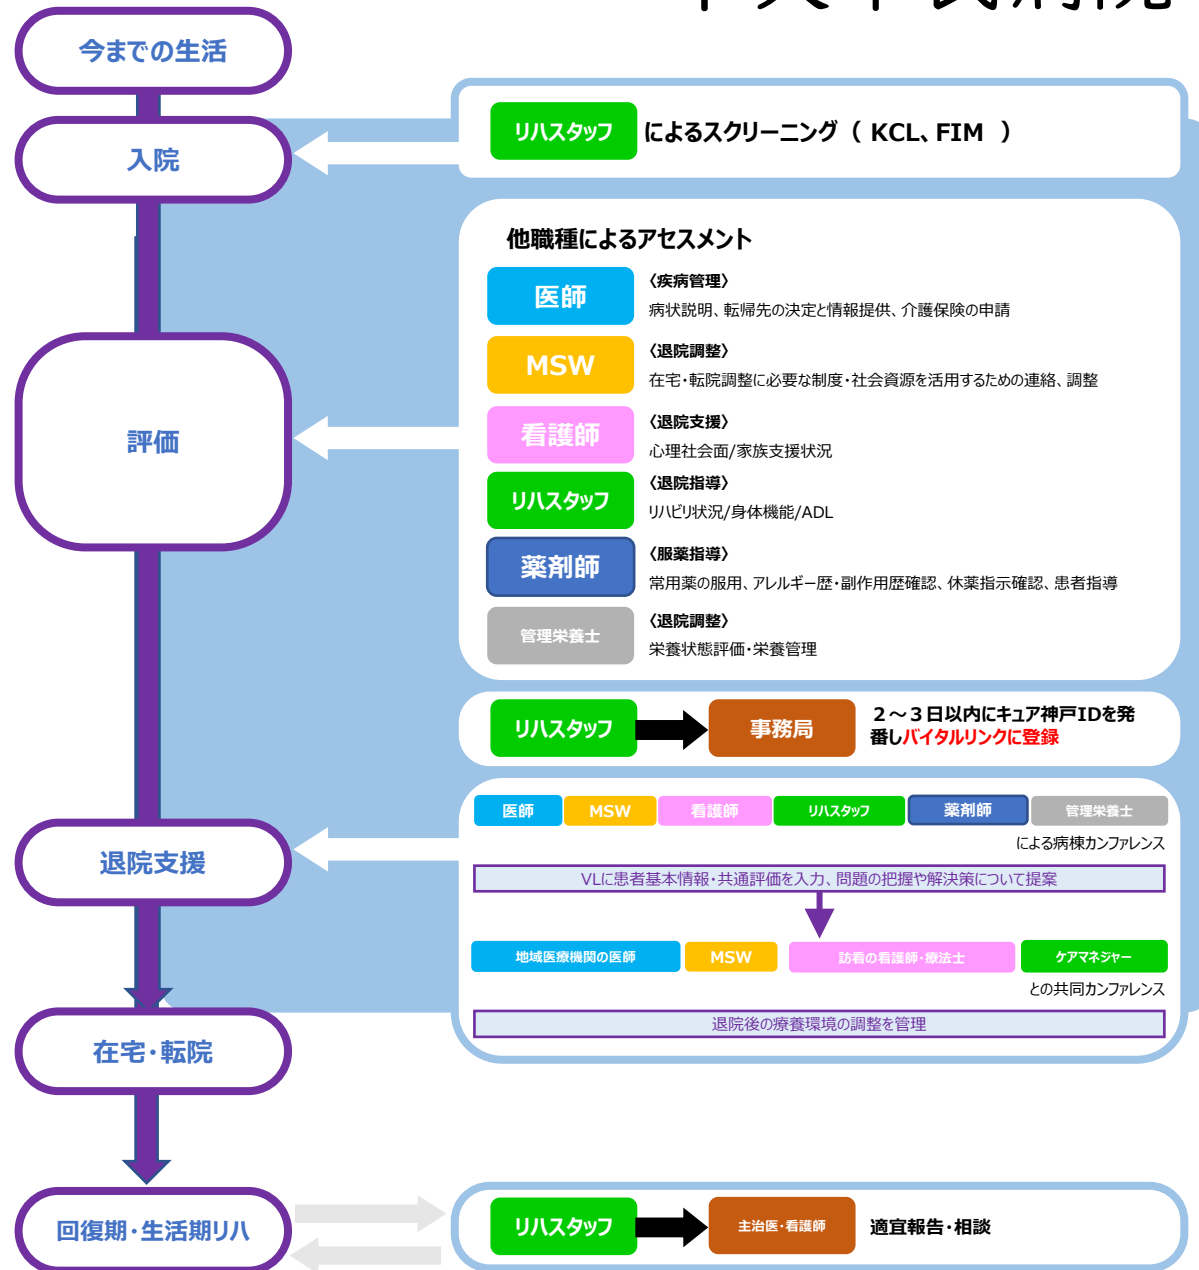 今までの生活
リハスタッフ によるスクリーニング（ KCL、FIM ）
入院
他職種によるアセスメント
医師
〈疾病管理〉
病状説明、転帰先の決定と情報提供、介護保険の申請
MSW
〈退院調整〉
在宅・転院調整に必要な制度・社会資源を活用するための連絡、調整
評価
看護師
〈退院支援〉
心理社会面/家族支援状況
リハスタッフ
〈退院指導〉
リハビリ状況/身体機能/ADL
薬剤師
〈服薬指導〉
常用薬の服用、アレルギー歴・副作用歴確認、休薬指示確認、患者指導
管理栄養士
〈退院調整〉
栄養状態評価・栄養管理
リハスタッフ 事務局
２～３日以内にキュア神戸IDを発
番しバイタルリンクに登録
医師 MSW 看護師 リハスタッフ 薬剤師 管理栄養士
による病棟カンファレンス
退院支援
VLに患者基本情報・共通評価を入力、問題の把握や解決策について提案
地域医療機関の医師 MSW 訪看の看護師・療法士 ケアマネジャー
との共同カンファレンス
退院後の療養環境の調整を管理
在宅・転院
回復期・生活期リハ
リハスタッフ 主治医・看護師 適宜報告・相談